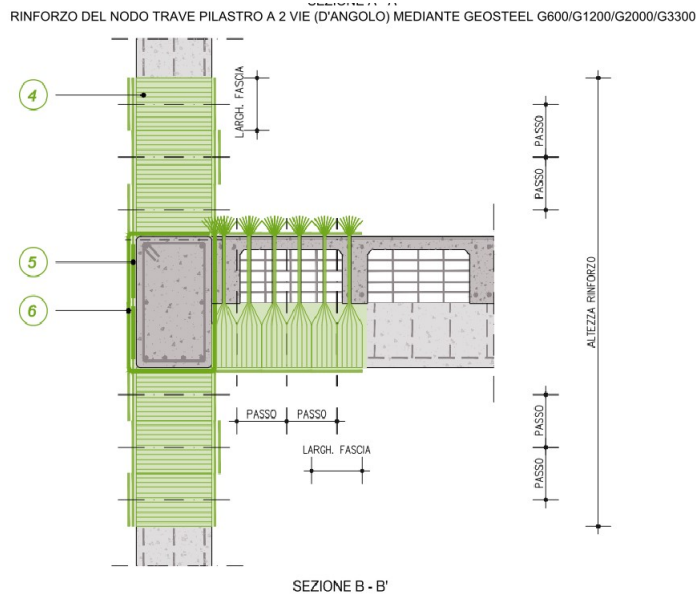 SEZIONE A - A'
RINFORZO DEL NODO TRAVE PILASTRO A 2 VIE (D'ANGOLO) MEDIANTE GEOSTEEL G600/G1200/G2000/G3300
4
LARGH. FASCIA
PASSO
PASSO
5
6
ALTEZZA RINFORZO
PASSO
PASSO
PASSO
LARGH. FASCIA
PASSO
SEZIONE B - B'